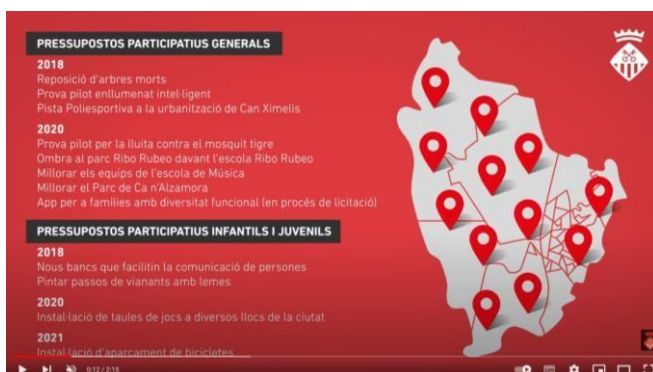 PRESSUPOSTOS PARTICIPATIUS GENERALS
2018
Reposició d'arbres morts
Prova pilot enllumenat intel·ligent
Pista Poliesportiva a la urbanització de Can Ximelis
2020
Prova pilot per la lluita contra el mosquit tigre
Ombra al parc Ribo Rubeo davant l'escola Ribo Rubeo
Millorar els equips de l'escola de Música
Millorar el Parc de Ca n'Alzamora
App per a famílies amb diversitat funcional (en procés de licitació)
PRESSUPOSTOS PARTICIPATIUS INFANTILS I JUVENILS
2018
Nous bancs que facilitin la comunicació de persones
Pintar passos de vianants amb lemes
2020
Instal·lació de taules de jocs a diversos llocs de la ciutat
2021
Instal·lació d'aparcament de bicicletes
0:12 / 2:15